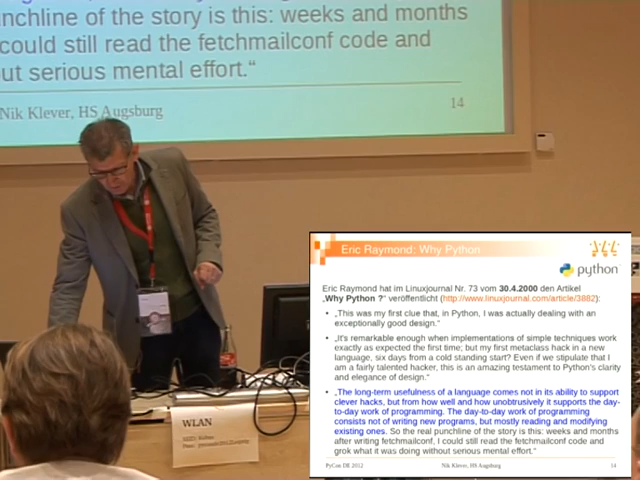 nchline of the story is this: weeks and months
could still read the fetchmailconf code and
ut serious mental effort.“
Nik Klever, HS Augsburg
14
WLAN
Eric Raymond: Why Python
python
Eric Raymond hat im Linuxjournal Nr. 73 vom 30.4.2000 den Artikel
„Why Python ?“ veröffentlicht (http://www.linuxjournal.com/article/3882):
• „This was my first clue that, in Python, I was actually dealing with an
exceptionally good design.“
• „It's remarkable enough when implementations of simple techniques work
exactly as expected the first time; but my first metaclass hack in a new
language, six days from a cold standing start? Even if we stipulate that I
am a fairly talented hacker, this is an amazing testament to Python's clarity
and elegance of design.“
• „The long-term usefulness of a language comes not in its ability to support
clever hacks, but from how well and how unobtrusively it supports the day-
to-day work of programming. The day-to-day work of programming
consists not of writing new programs, but mostly reading and modifying
existing ones. So the real punchline of the story is this: weeks and months
after writing fetchmailconf, I could still read the fetchmailconf code and
grok what it was doing without serious mental effort.“
PyCon DE 2012
Nik Klever, HS Augsburg
14